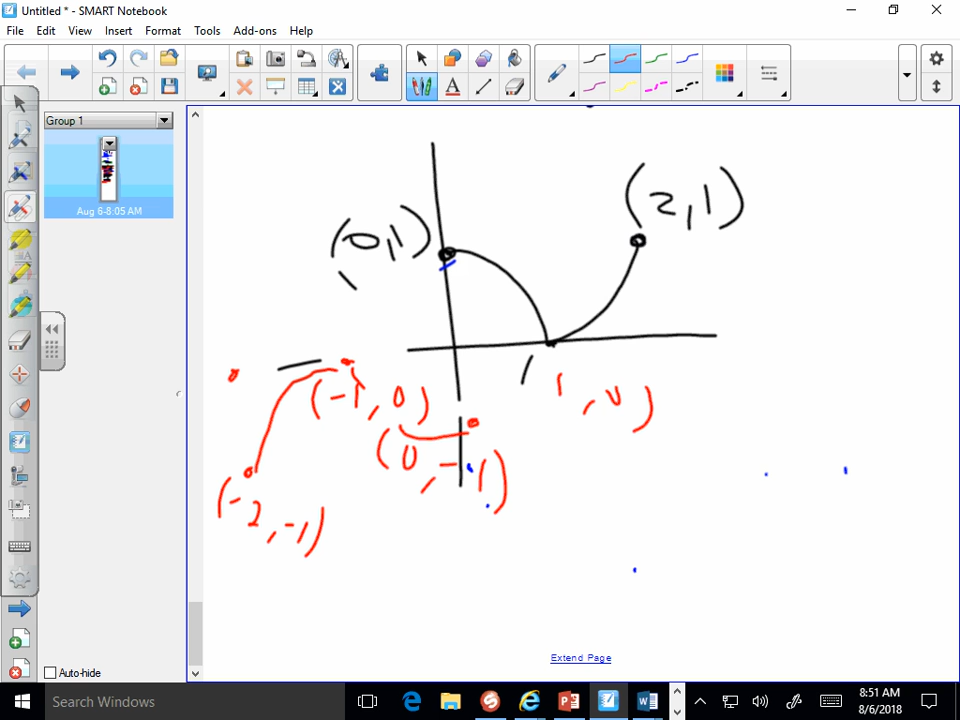 Untitled * - SMART Notebook
File Edit View Insert Format Tools Add-ons Help
Group 1
Aug 6-8:05 AM
(2,1)
(0,1)
(-1, 0)
1, 0)
(0, -1)
(-2, -1)
Extend Page
Auto-hide
Search Windows
8:51 AM
8/6/2018